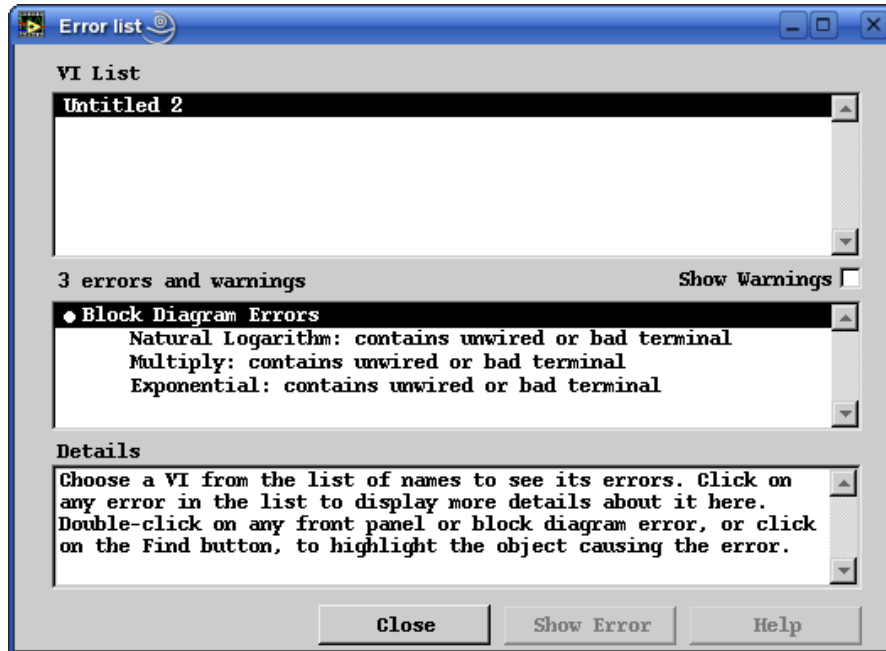 Error list
VI List
Untitled 2
3 errors and warnings
Show Warnings
Block Diagram Errors
Natural Logarithm: contains unwired or bad terminal
Multiply: contains unwired or bad terminal
Exponential: contains unwired or bad terminal
Details
Choose a VI from the list of names to see its errors. Click on
any error in the list to display more details about it here.
Double-click on any front panel or block diagram error, or click
on the Find button, to highlight the object causing the error.
Close
Show Error
Help